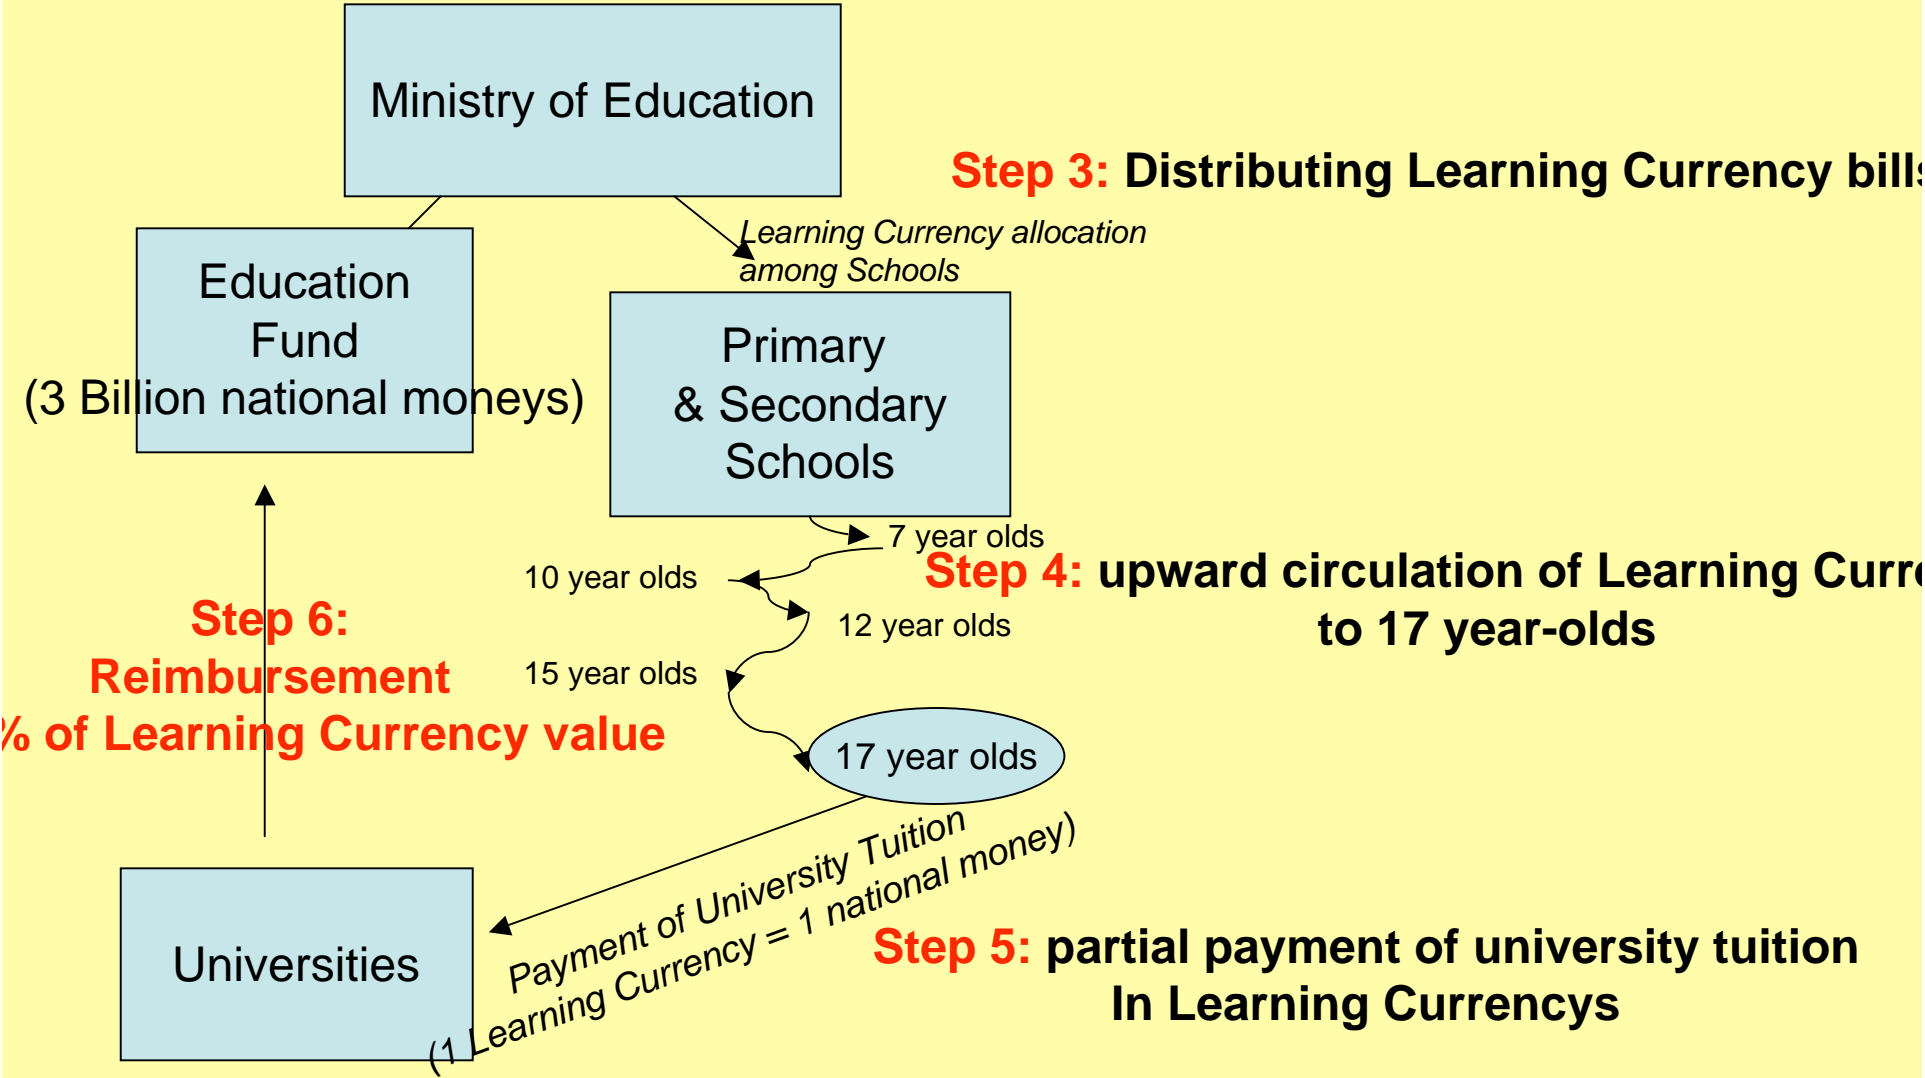 Ministry of Education
Step 3: Distributing Learning Currency bills
Learning Currency allocation
among Schools
Education
Fund
(3 Billion national moneys)
Primary
& Secondary
Schools
7 year olds
10 year olds
Step 4: upward circulation of Learning
to 17 year-olds
12 year olds
15 year olds
Step 6:
Reimbursement
% of Learning Currency value
17 year olds
Payment of University Tuition
(1 Learning Currency = 1 national money)
Universities
Step 5: partial payment of university tuition
In Learning Currencys